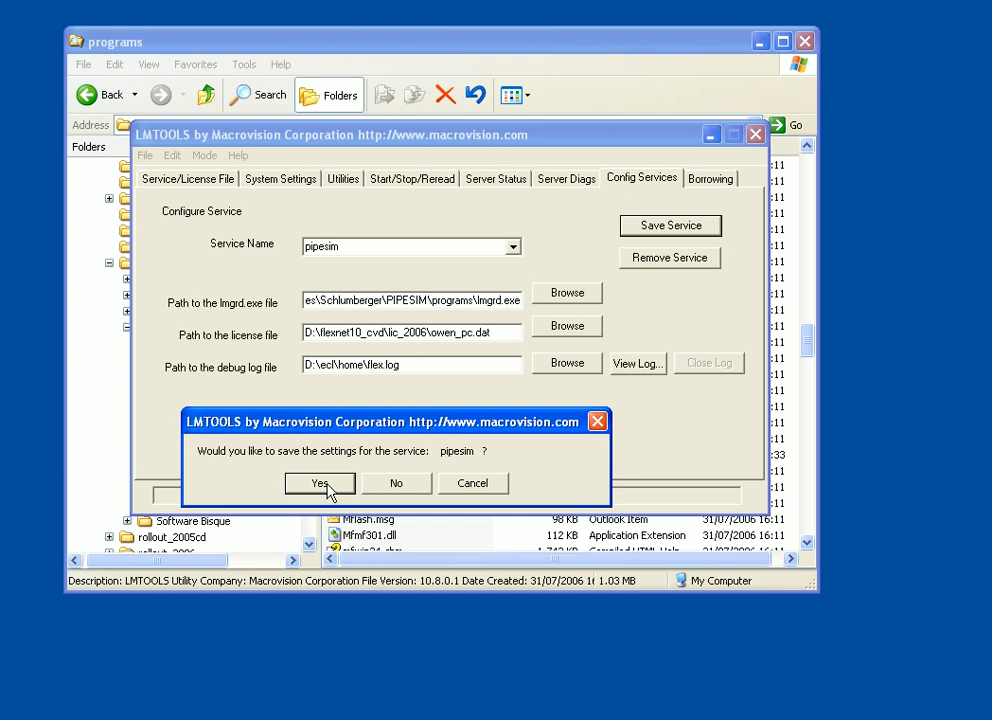 programs
File Edit View Favorites Tools Help
Back Search Folders
Address Go
LMTOOLS by Macrovision Corporation http://www.macrovision.com
Folders
File Edit Mode Help
Service/License File System Settings Utilities Start/Stop/Reread Server Status Server Diags Config Services Borrowing
Configure Service
Save Service
Service Name pipesim
Remove Service
Path to the lmgrd.exe file es\Schlumberger\PIPESIM\programs\lmgrd.exe Browse
Path to the license file D:\flexnet10_cvd\lic_2006\owen_pc.dat Browse
Path to the debug log file D:\ecl\home\flex.log Browse View Log... Close Log
LMTOOLS by Macrovision Corporation http://www.macrovision.com
Would you like to save the settings for the service: pipesim ?
Yes No Cancel
Software Bisque Mflash.msg 98 KB Outlook Item 31/07/2006 16:11
rollout_2005cd Mfmf301.dll 112 KB Application Extension 31/07/2006 16:11
Description: LMTOOLS Utility Company: Macrovision Corporation File Version: 10.8.0.1 Date Created: 31/07/2006 1 1.03 MB My Computer